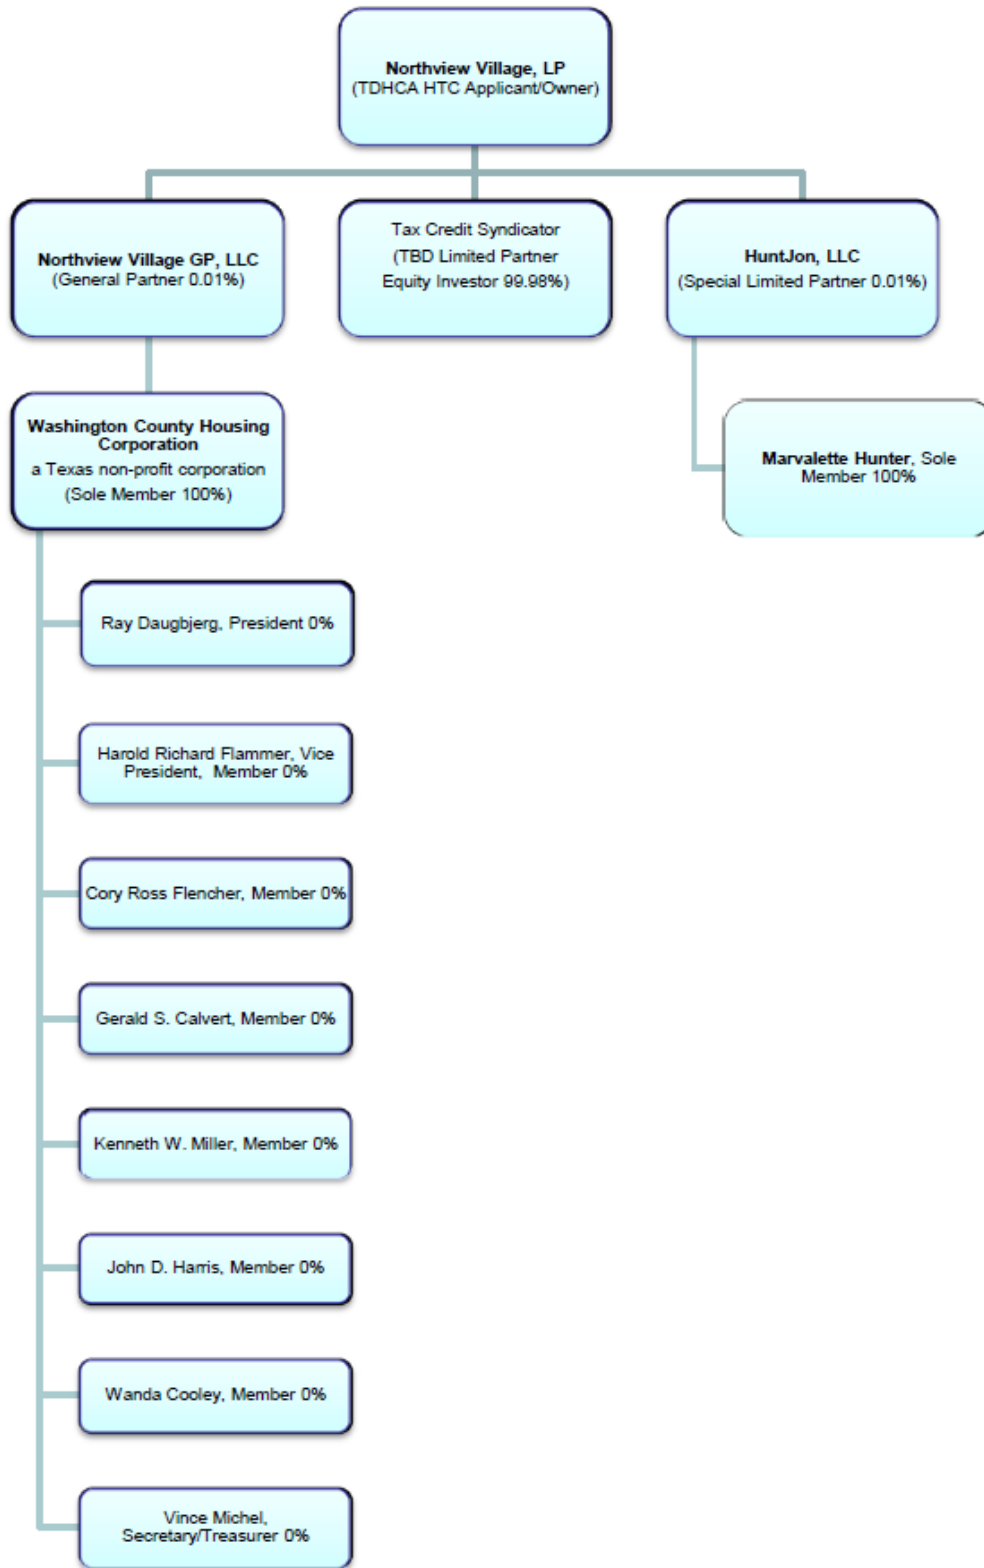 Northview Village, LP
(TDHCA HTC Applicant/Owner)
Northview Village GP, LLC
(General Partner 0.01%)
Tax Credit Syndicator
(TBD Limited Partner
Equity Investor 99.98%)
HuntJon, LLC
(Special Limited Partner 0.01%)
Washington County Housing
Corporation
a Texas non-profit corporation
(Sole Member 100%)
Marvalette Hunter, Sole
Member 100%
Ray Daugbjerg, President 0%
Harold Richard Flammer, Vice
President,  Member 0%
Cory Ross Flencher, Member 0%
Gerald S. Calvert, Member 0%
Kenneth W. Miller, Member 0%
John D. Harris, Member 0%
Wanda Cooley, Member 0%
Vince Michel,
Secretary/Treasurer 0%